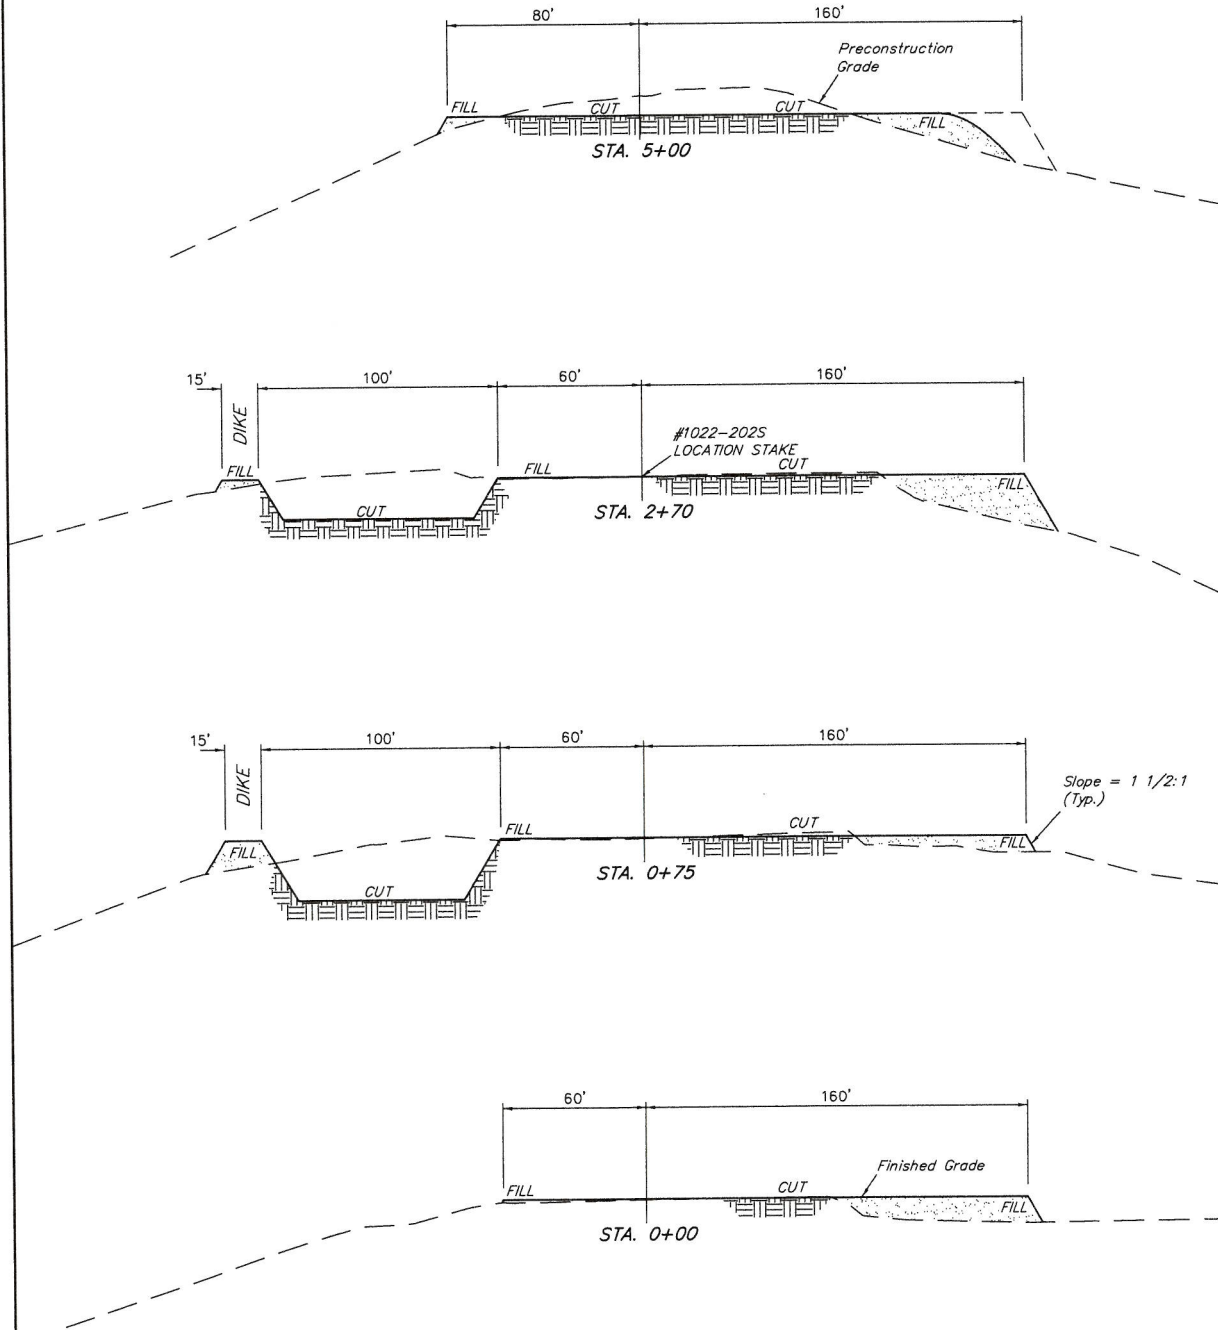 80' 160'
Preconstruction
Grade
FILL CUT CUT FILL
STA. 5+00
15' 100' 60' 160'
DIKE
#1022-202S
LOCATION STAKE
FILL FILL CUT
FILL
CUT
STA. 2+70
15' 100' 60' 160'
DIKE
Slope = 1 1/2:1
(Typ.)
FILL CUT
FILL FILL
CUT
STA. 0+75
60' 160'
Finished Grade
FILL CUT
FILL
STA. 0+00